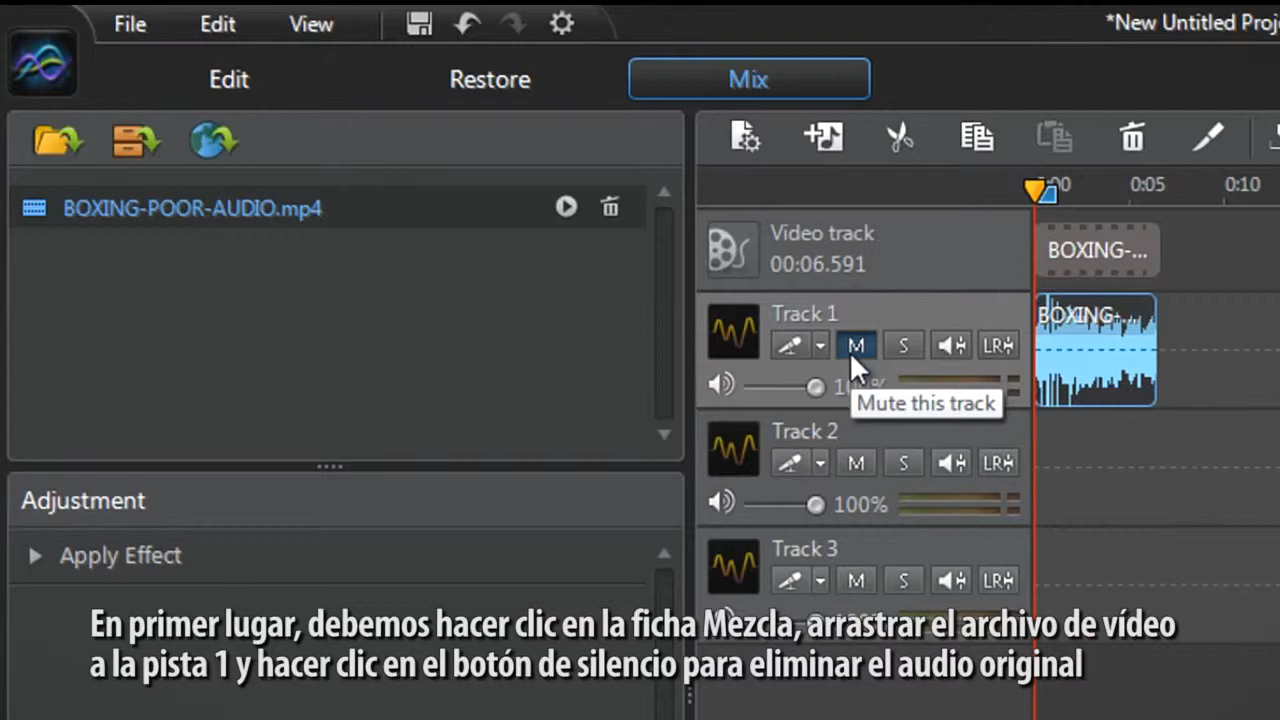 File Edit View
*New Untitled Proje
Edit Restore Mix
BOXING-POOR-AUDIO.mp4
0:00 0:05 0:10
Video track
00:06.591
BOXING-...
Track 1
M S LR
BOXING-...
Mute this track
Track 2
M S LR
100%
Track 3
M S LR
Adjustment
Apply Effect
En primer lugar, debemos hacer clic en la ficha Mezcla, arrastrar el archivo de vídeo
a la pista 1 y hacer clic en el botón de silencio para eliminar el audio original